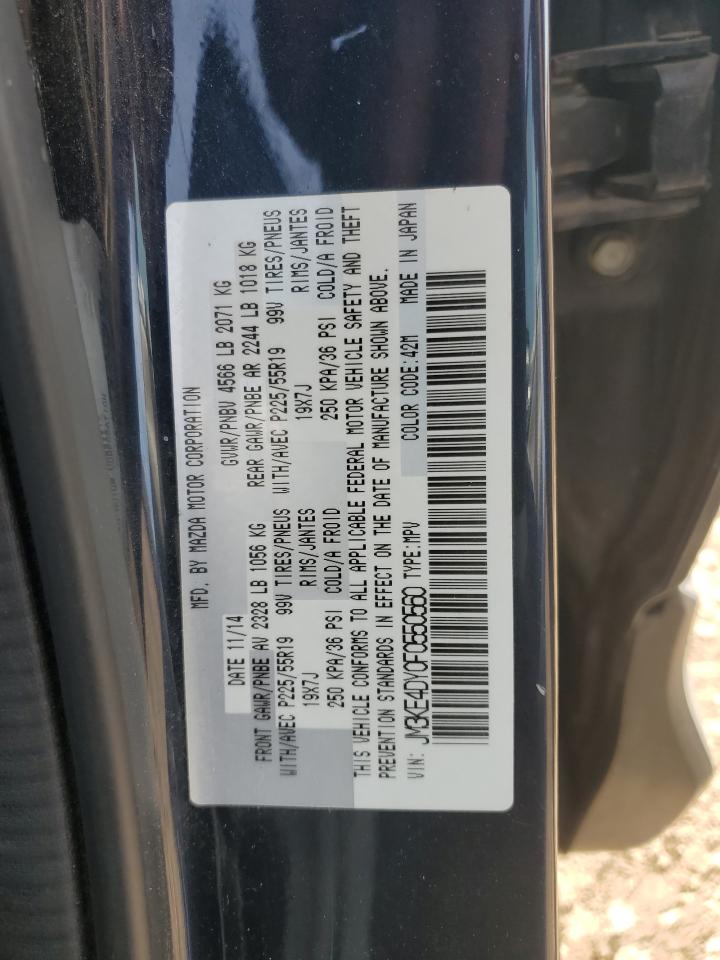 MFD. BY MAZDA MOTOR CORPORATION
DATE 11/14 GVWR/PNBV 4566 LB 2071 KG
FRONT GAWR/PNBE AV 2328 LB 1056 KG REAR GAWR/PNBE AR 2244 LB 1018 KG
WITH/AVEC P225/55R19 99V TIRES/PNEUS WITH/AVEC P225/55R19 99V TIRES/PNEUS
19X7J RIMS/JANTES 19X7J RIMS/JANTES
250 KPA/36 PSI COLD/A FROID 250 KPA/36 PSI COLD/A FROID
THIS VEHICLE CONFORMS TO ALL APPLICABLE FEDERAL MOTOR VEHICLE SAFETY AND THEFT
PREVENTION STANDARDS IN EFFECT ON THE DATE OF MANUFACTURE SHOWN ABOVE.
VIN: JM3KE4DY0F0550560 TYPE:MPV COLOR CODE:42M MADE IN JAPAN